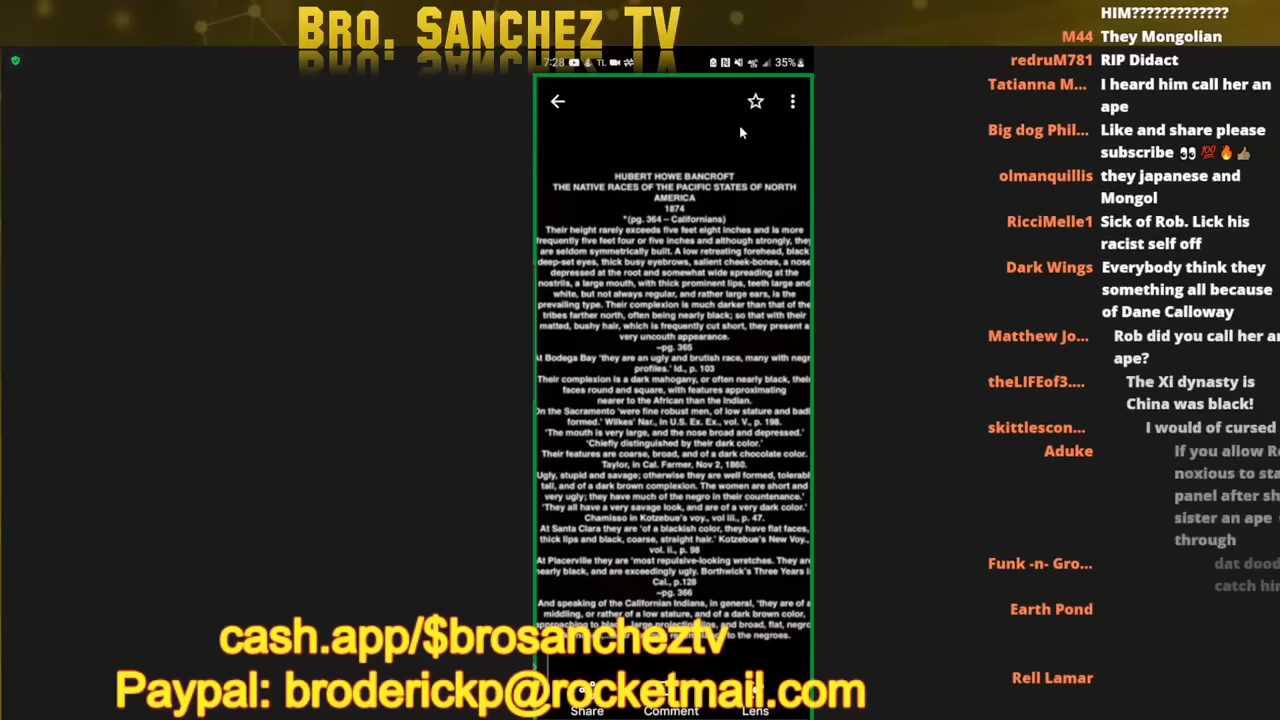 BRO. SANCHEZ TV
7:28
TL
35%
HUBERT HOWE BANCROFT
THE NATIVE RACES OF THE PACIFIC STATES OF NORTH
AMERICA
1874
*(pg. 364 – Californians)
Their height rarely exceeds five feet eight inches and is more
frequently five feet four or five inches and although strongly, they
are seldom symmetrically built. A low retreating forehead, black
deep-set eyes, thick busy eyebrows, salient cheek-bones, a nose
depressed at the root and somewhat wide spreading at the
nostrils, a large mouth, with thick prominent lips, teeth large and
white, but not always regular, and rather large ears, is the
prevailing type. Their complexion is much darker than that of the
tribes farther north, often being nearly black; so that with their
matted, bushy hair, which is frequently cut short, they present a
very uncouth appearance.
~pg. 365
At Bodega Bay 'they are an ugly and brutish race, many with negr
profiles.' Id., p. 103
Their complexion is a dark mahogany, or often nearly black, their
faces round and square, with features approximating
nearer to the African than the Indian.
On the Sacramento 'were fine robust men, of low stature and badl
formed.' Wilkes' Nar., in U.S. Ex. Ex., vol. V., p. 198.
'The mouth is very large, and the nose broad and depressed.'
'Chiefly distinguished by their dark color.'
Their features are coarse, broad, and of a dark chocolate color.
Taylor, in Cal. Farmer, Nov 2, 1860.
Ugly, stupid and savage; otherwise they are well formed, tolerabl
tall, and of a dark brown complexion. The women are short and
very ugly; they have much of the negro in their countenance.'
'They all have a very savage look, and are of a very dark color.'
Chamisso in Kotzebue's voy., vol iii., p. 47.
At Santa Clara they are 'of a blackish color, they have flat faces,
thick lips and black, coarse, straight hair.' Kotzebue's New Voy.,
vol. ii., p. 98
At Placerville they are 'most repulsive-looking wretches. They are
nearly black, and are exceedingly ugly. Borthwick's Three Years i
Cal., p.128
~pg. 366
And speaking of the Californian Indians, in general, 'they are of a
middling, or rather of a low stature, and of a dark brown color,
approaching to black, large projecting lips, and broad, flat, negro
to the negroes.
Share
Comment
Lens
cash.app/$brosancheztv
Paypal: broderickp@rocketmail.com
HIM?????????????
M44 They Mongolian
redruM781 RIP Didact
Tatianna M... I heard him call her an
ape
Big dog Phil... Like and share please
subscribe 👀 💯 🔥 👍🏽
olmanquillis they japanese and
Mongol
RicciMelle1 Sick of Rob. Lick his
racist self off
Dark Wings Everybody think they
something all because
of Dane Calloway
Matthew Jo... Rob did you call her an
ape?
theLIFEof3.... The Xi dynasty is
China was black!
skittlescon... I would of cursed
Aduke If you allow R
noxious to sta
panel after sh
sister an ape
through
Funk -n- Gro... dat dood
catch hi
Earth Pond
Rell Lamar